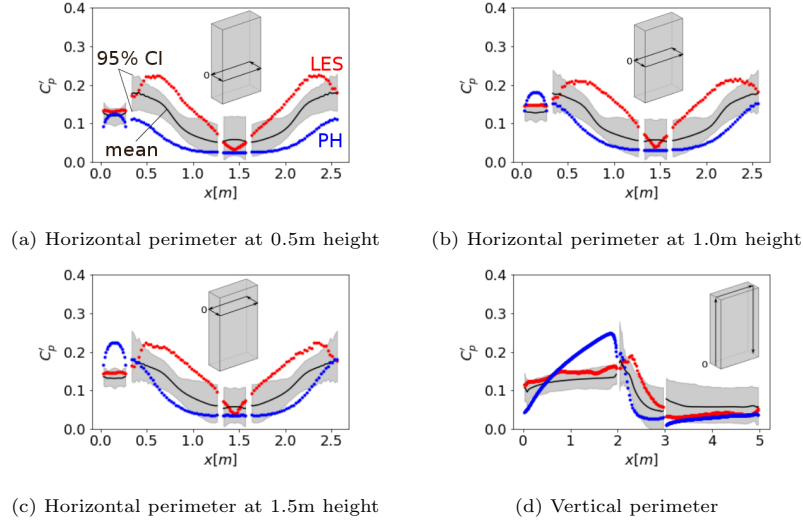 0.4 0.4
0.3 0.3
95% CI LES
C'p 0.2 C'p 0.2
0.1 0.1
mean PH
0.0 0.0
0 0
0.0 0.5 1.0 1.5 2.0 2.5 0.0 0.5 1.0 1.5 2.0 2.5
x[m] x[m]
(a) Horizontal perimeter at 0.5m height (b) Horizontal perimeter at 1.0m height
0.4 0.4
0.3 0.3
0 0
C'p 0.2 C'p 0.2
0.1 0.1
0.0 0.0
0.0 0.5 1.0 1.5 2.0 2.5 0 1 2 3 4 5
x[m] x[m]
(c) Horizontal perimeter at 1.5m height (d) Vertical perimeter